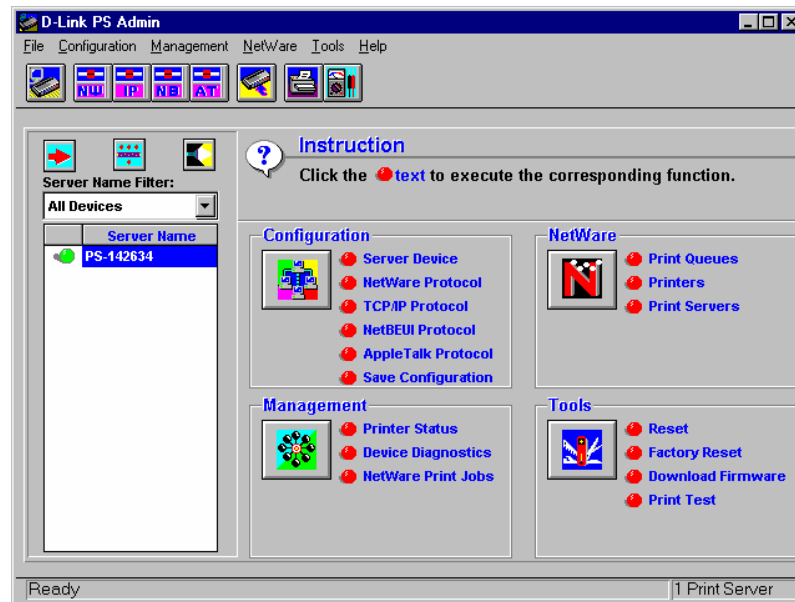 D-Link PS Admin
File Configuration Management NetWare Tools Help
NW IP NB AT
Instruction
Click the text to execute the corresponding function.
Server Name Filter:
All Devices
Server Name
PS-142634
Configuration
Server Device
NetWare Protocol
TCP/IP Protocol
NetBEUI Protocol
AppleTalk Protocol
Save Configuration
NetWare
N
Print Queues
Printers
Print Servers
Management
Printer Status
Device Diagnostics
NetWare Print Jobs
Tools
Reset
Factory Reset
Download Firmware
Print Test
Ready
1 Print Server